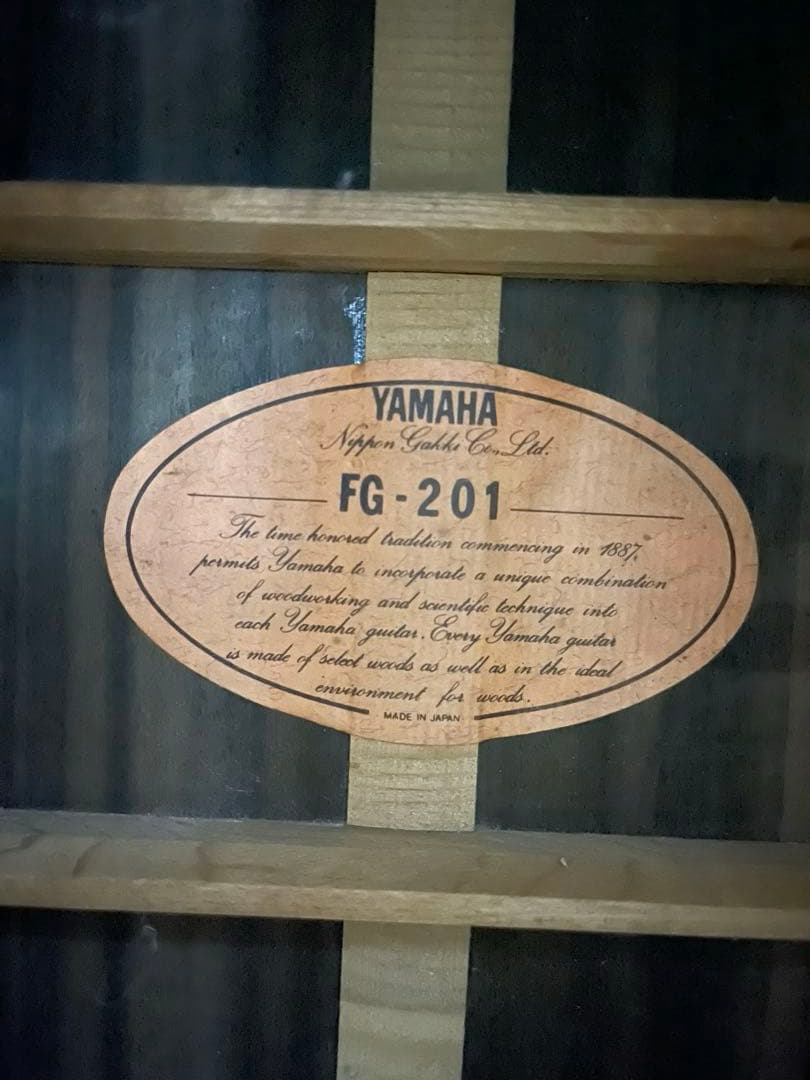 YAMAHA
Nippon Gakki Co., Ltd.
FG-201
The time honored tradition commencing in 1887,
permits Yamaha to incorporate a unique combination
of woodworking and scientific technique into
each Yamaha guitar. Every Yamaha guitar
is made of select woods as well as in the ideal
environment for woods.
MADE IN JAPAN